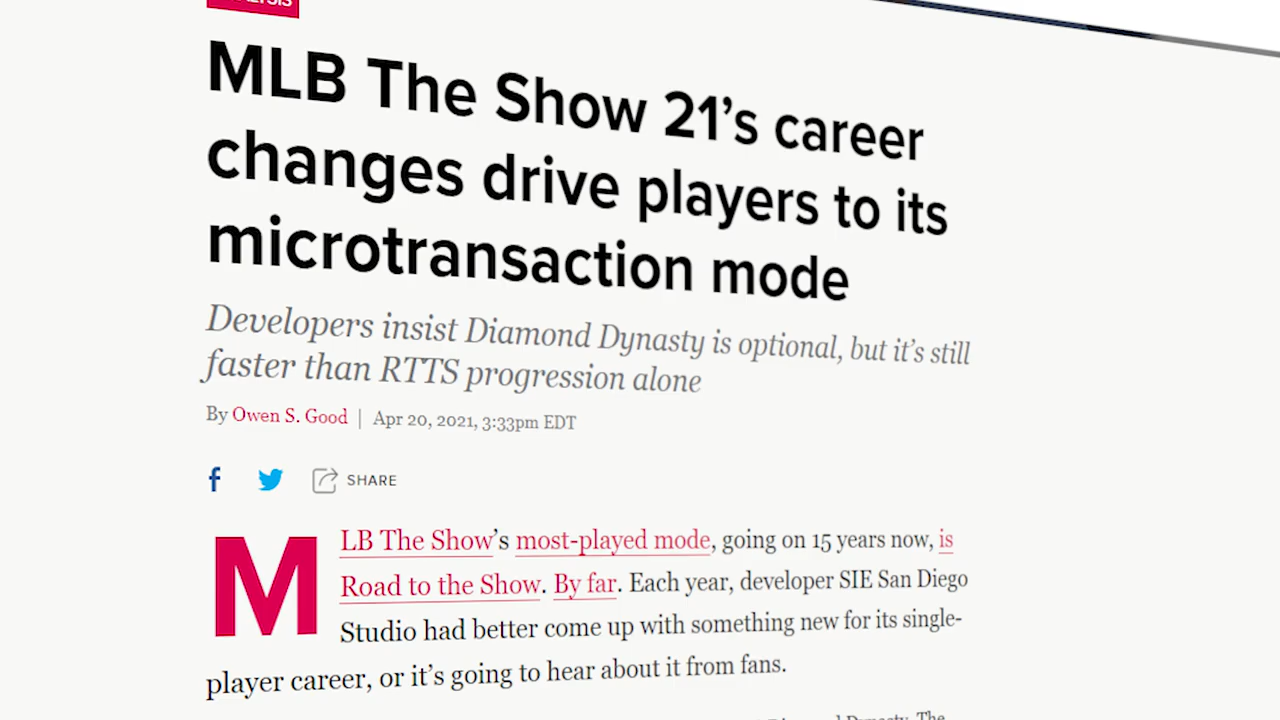 MLB The Show 21’s career
changes drive players to its
microtransaction mode
Developers insist Diamond Dynasty is optional, but it’s still
faster than RTTS progression alone
By Owen S. Good | Apr 20, 2021, 3:33pm EDT
SHARE
MLB The Show’s most-played mode, going on 15 years now, is
Road to the Show. By far. Each year, developer SIE San Diego
Studio had better come up with something new for its single-
player career, or it’s going to hear about it from fans.